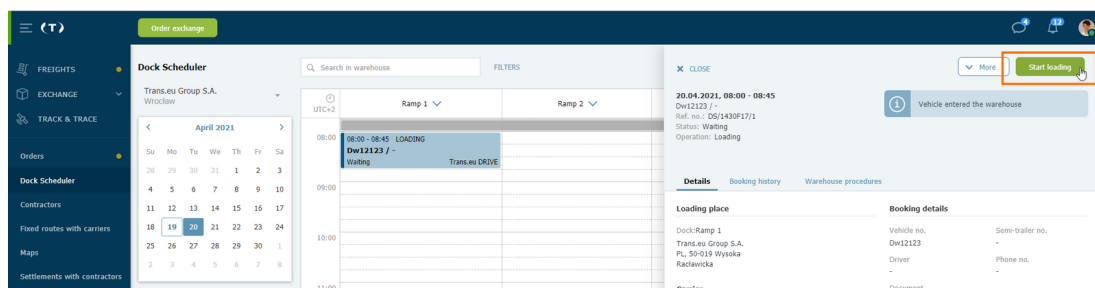 (T)
Order exchange
3
12
FREIGHTS
EXCHANGE
TRACK & TRACE
Orders
Dock Scheduler
Contractors
Fixed routes with carriers
Maps
Settlements with contractors
Dock Scheduler
Trans.eu Group S.A.
Wroclaw
April 2021
Su Mo Tu We Th Fr Sa
28 29 30 31 1 2 3
4 5 6 7 8 9 10
11 12 13 14 15 16 17
18 19 20 21 22 23 24
25 26 27 28 29 30 1
2 3 4 5 6 7 8
Search in warehouse
FILTERS
UTC+2
Ramp 1
Ramp 2
08:00
08:00 - 08:45 LOADING
Dw12123 / -
Waiting Trans.eu DRIVE
09:00
10:00
11:00
CLOSE
More
Start loading
20.04.2021, 08:00 - 08:45
Dw12123 / -
Ref. no.: DS/1430F17/1
Status: Waiting
Operation: Loading
Vehicle entered the warehouse
Details
Booking history
Warehouse procedures
Loading place
Dock:Ramp 1
Trans.eu Group S.A.
PL, 50-019 Wysoka
Racławicka
Carrier
Booking details
Vehicle no. Semi-trailer no.
Dw12123 -
Driver Phone no.
- -
Document